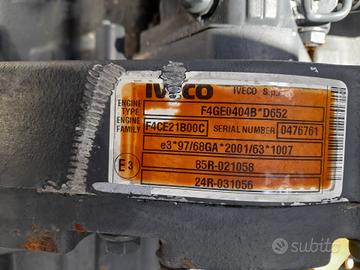 IVECO IVECO S.p.A
ENGINE TYPE F4GE0404B*D652
ENGINE FAMILY F4CE21B00C SERIAL NUMBER 0476761
e3*97/68GA*2001/63*1007
E3 85R-021058
24R-031056
subito